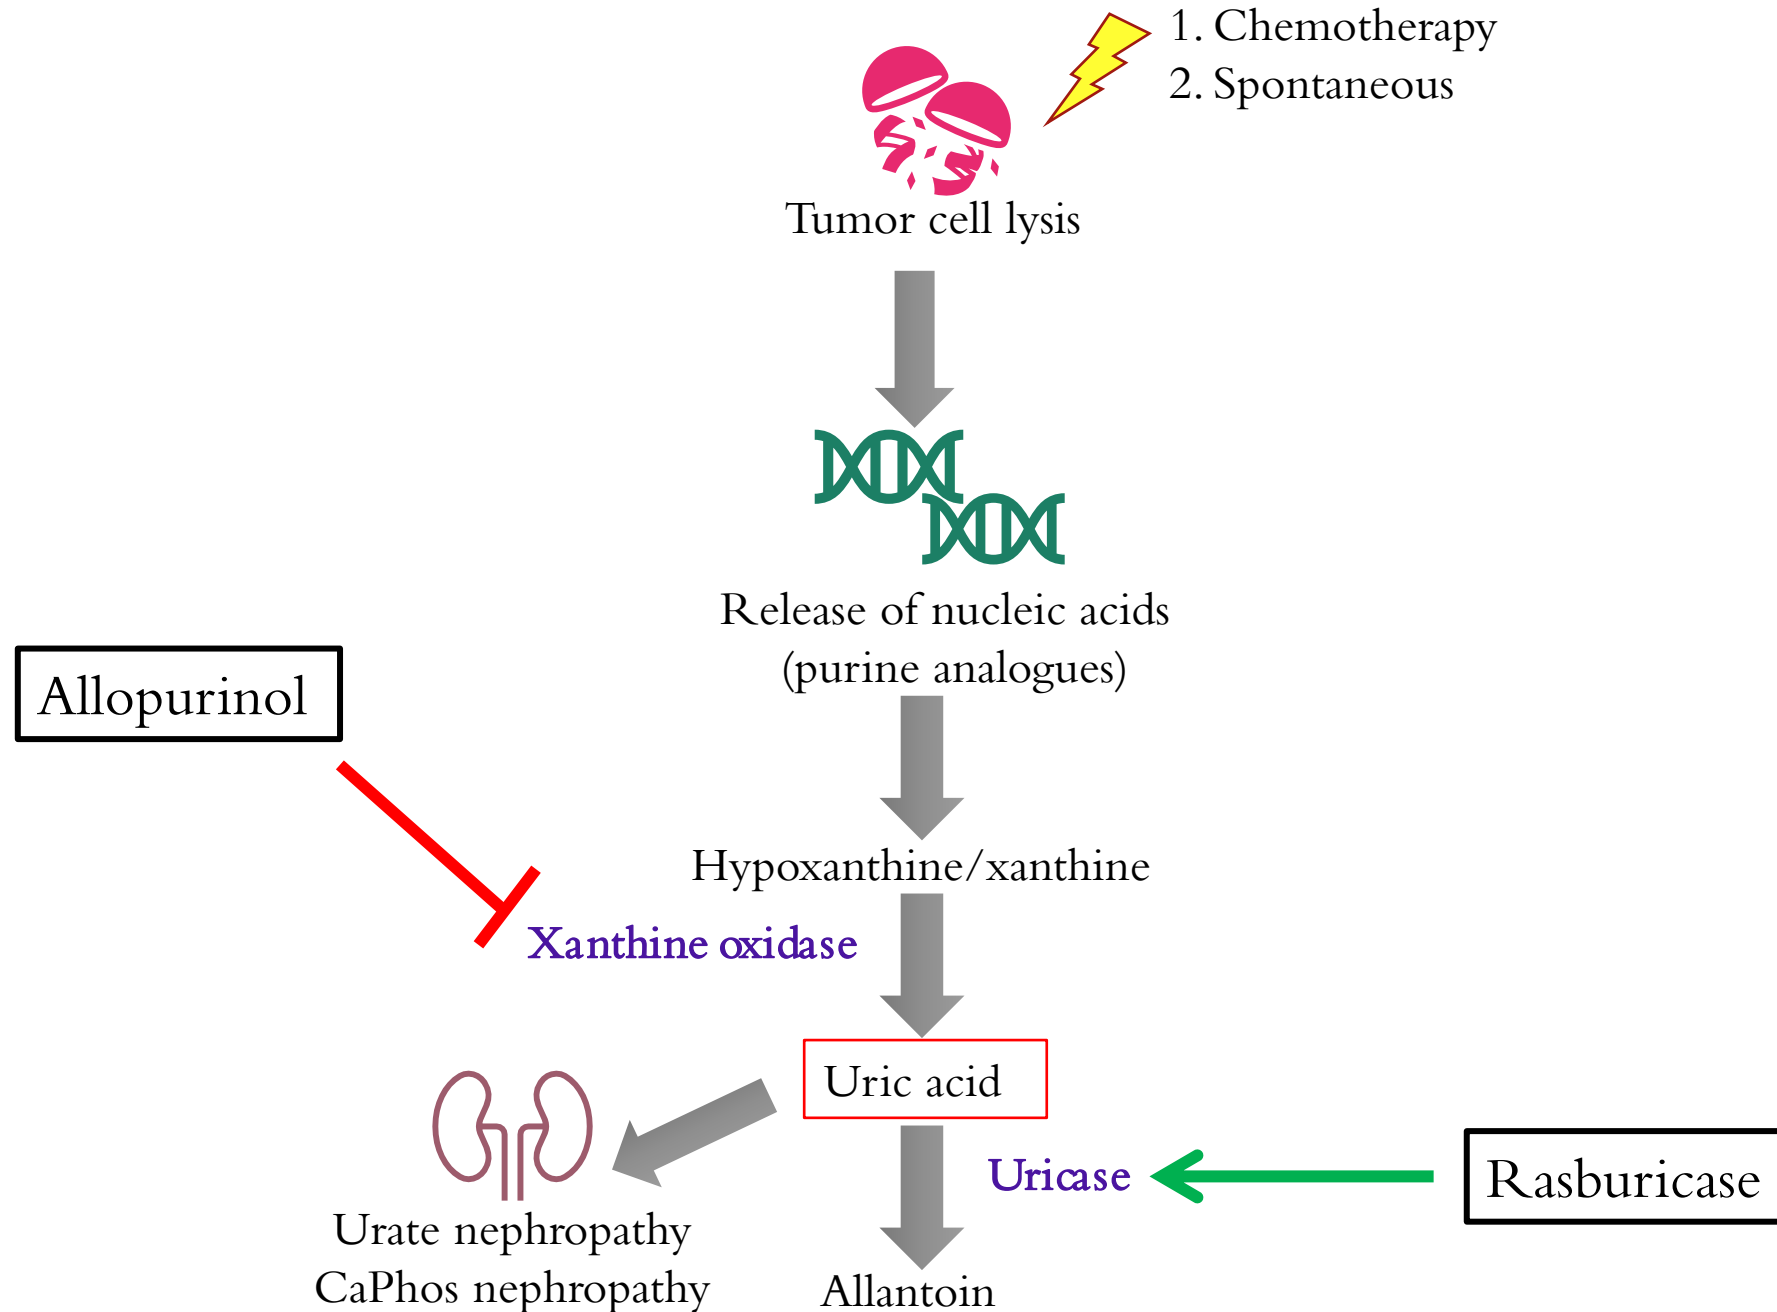 1. Chemotherapy
2. Spontaneous
Tumor cell lysis
Release of nucleic acids
(purine analogues)
Allopurinol
Hypoxanthine/xanthine
Xanthine oxidase
Uric acid
Uricase
Rasburicase
Urate nephropathy
CaPhos nephropathy
Allantoin